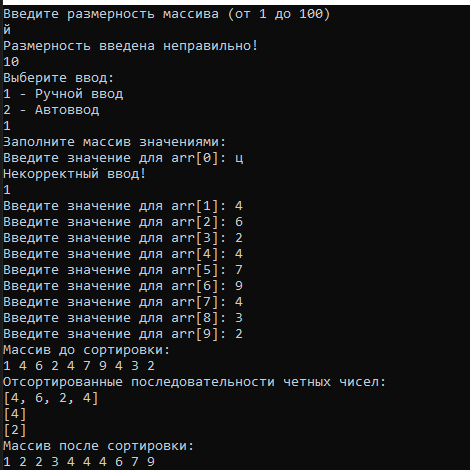 Введите размерность массива (от 1 до 100)
й
Размерность введена неправильно!
10
Выберите ввод:
1 - Ручной ввод
2 - Автоввод
1
Заполните массив значениями:
Введите значение для arr[0]: ц
Некорректный ввод!
1
Введите значение для arr[1]: 4
Введите значение для arr[2]: 6
Введите значение для arr[3]: 2
Введите значение для arr[4]: 4
Введите значение для arr[5]: 7
Введите значение для arr[6]: 9
Введите значение для arr[7]: 4
Введите значение для arr[8]: 3
Введите значение для arr[9]: 2
Массив до сортировки:
1 4 6 2 4 7 9 4 3 2
Отсортированные последовательности четных чисел:
[4, 6, 2, 4]
[4]
[2]
Массив после сортировки:
1 2 2 3 4 4 4 6 7 9